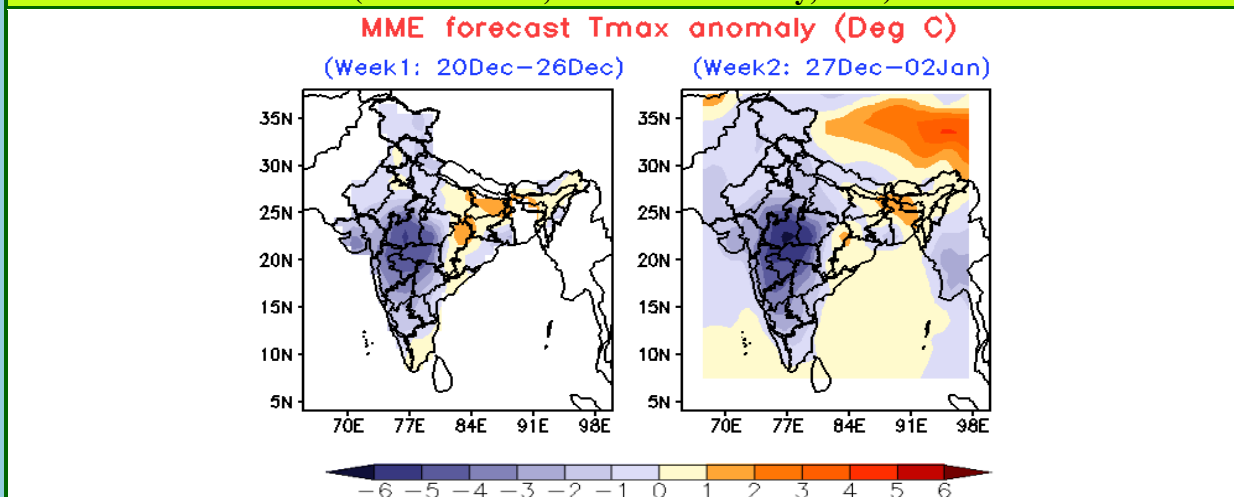 MME forecast Tmax anomaly (Deg C)
(Week1: 20Dec−26Dec) (Week2: 27Dec−02Jan)
35N 35N
30N 30N
25N 25N
20N 20N
15N 15N
10N 10N
5N 5N
70E 77E 84E 91E 98E 70E 77E 84E 91E 98E
−6 −5 −4 −3 −2 −1 0 1 2 3 4 5 6